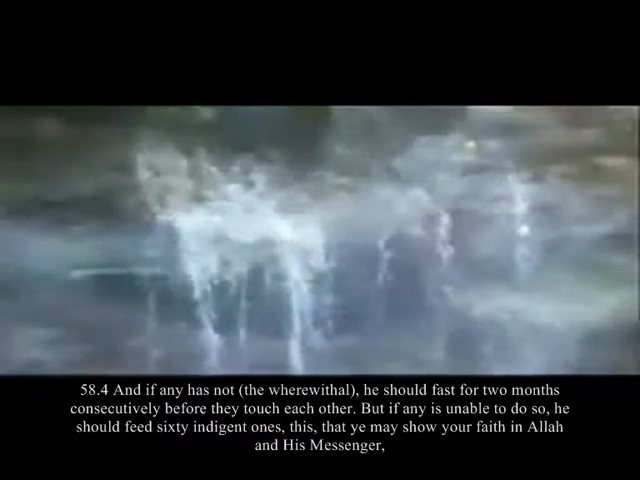 58.4 And if any has not (the wherewithal), he should fast for two months
consecutively before they touch each other. But if any is unable to do so, he
should feed sixty indigent ones, this, that ye may show your faith in Allah
and His Messenger,